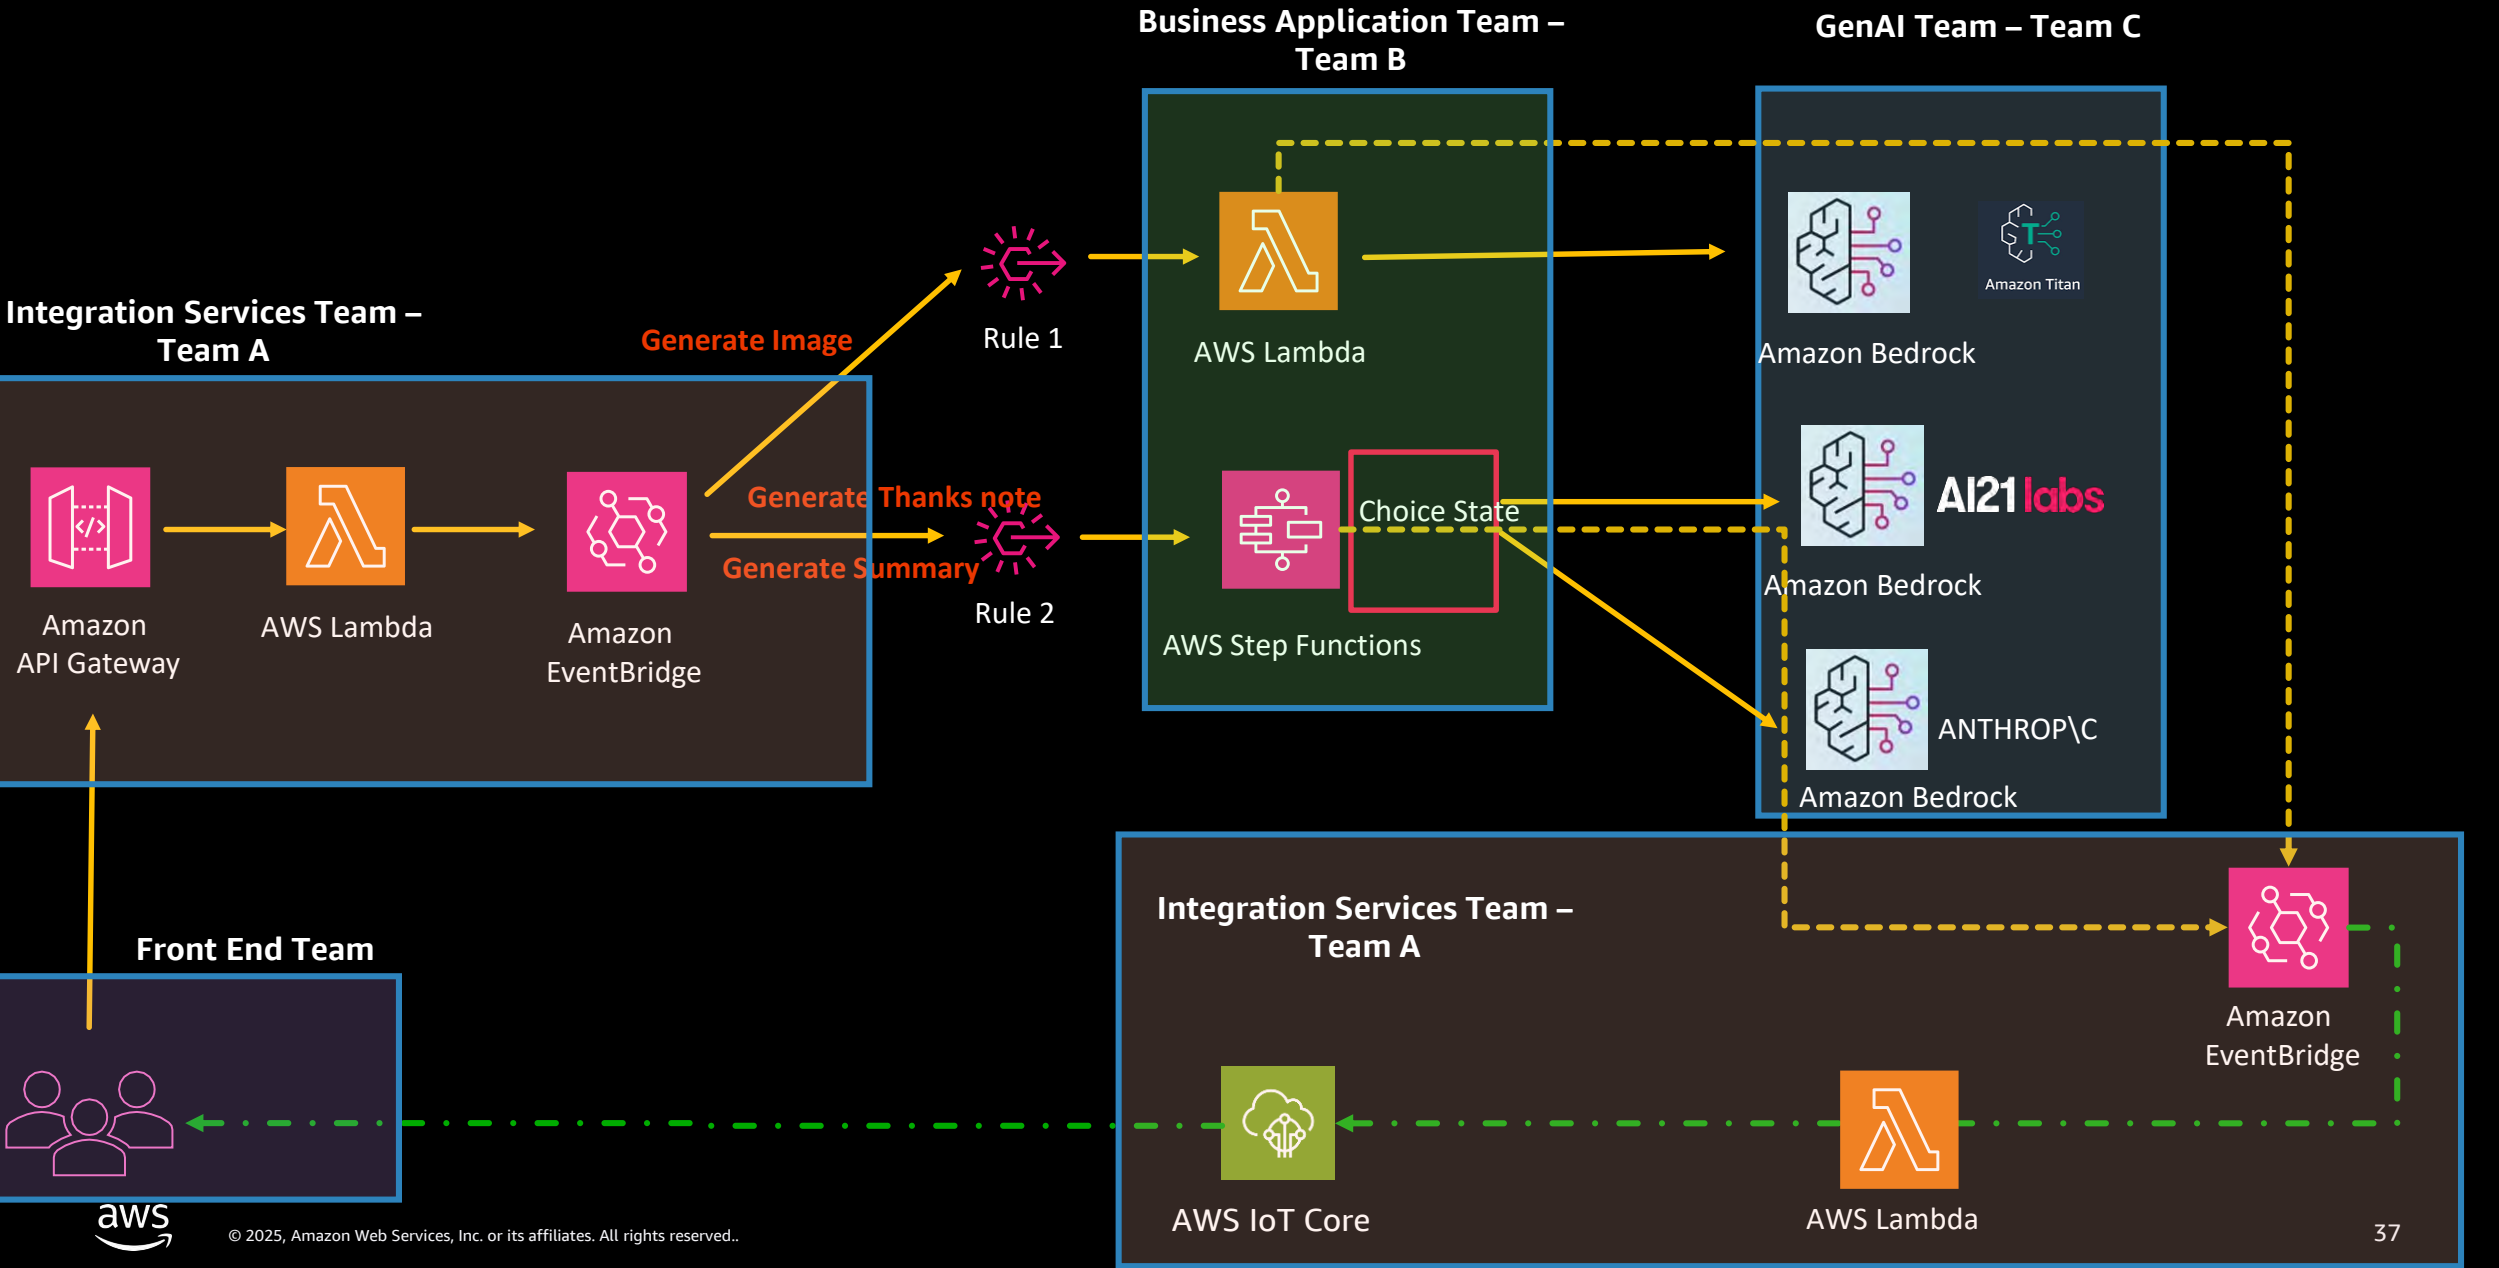 Business Application Team –
Team B
GenAI Team – Team C
Integration Services Team –
Team A
Generate Image
Rule 1
AWS Lambda
Amazon Bedrock
T
Amazon Titan
Generate Thanks note
Generate Summary
Rule 2
Choice State
AWS Step Functions
AI21labs
Amazon Bedrock
ANTHROP\C
Amazon Bedrock
</>
Amazon
API Gateway
AWS Lambda
Amazon
EventBridge
Front End Team
Integration Services Team –
Team A
Amazon
EventBridge
AWS IoT Core
AWS Lambda
aws
© 2025, Amazon Web Services, Inc. or its affiliates. All rights reserved..
37